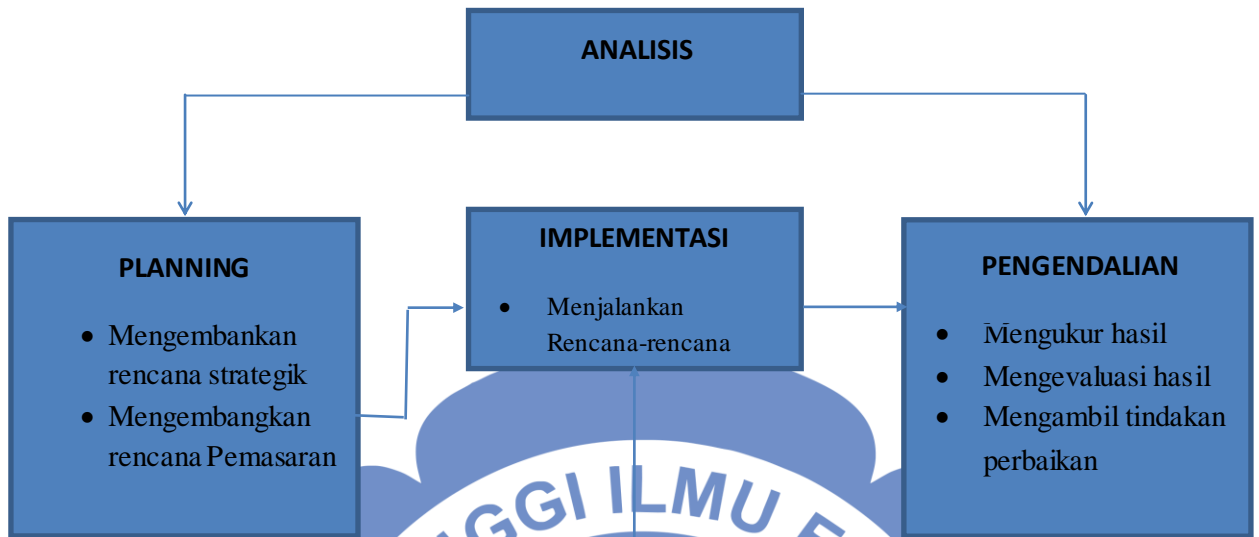 ANALISIS
PLANNING
• Mengembankan
rencana strategik
• Mengembangkan
rencana Pemasaran
IMPLEMENTASI
• Menjalankan
Rencana-rencana
PENGENDALIAN
• Mengukur hasil
• Mengevaluasi hasil
• Mengambil tindakan
perbaikan
GGI ILMU